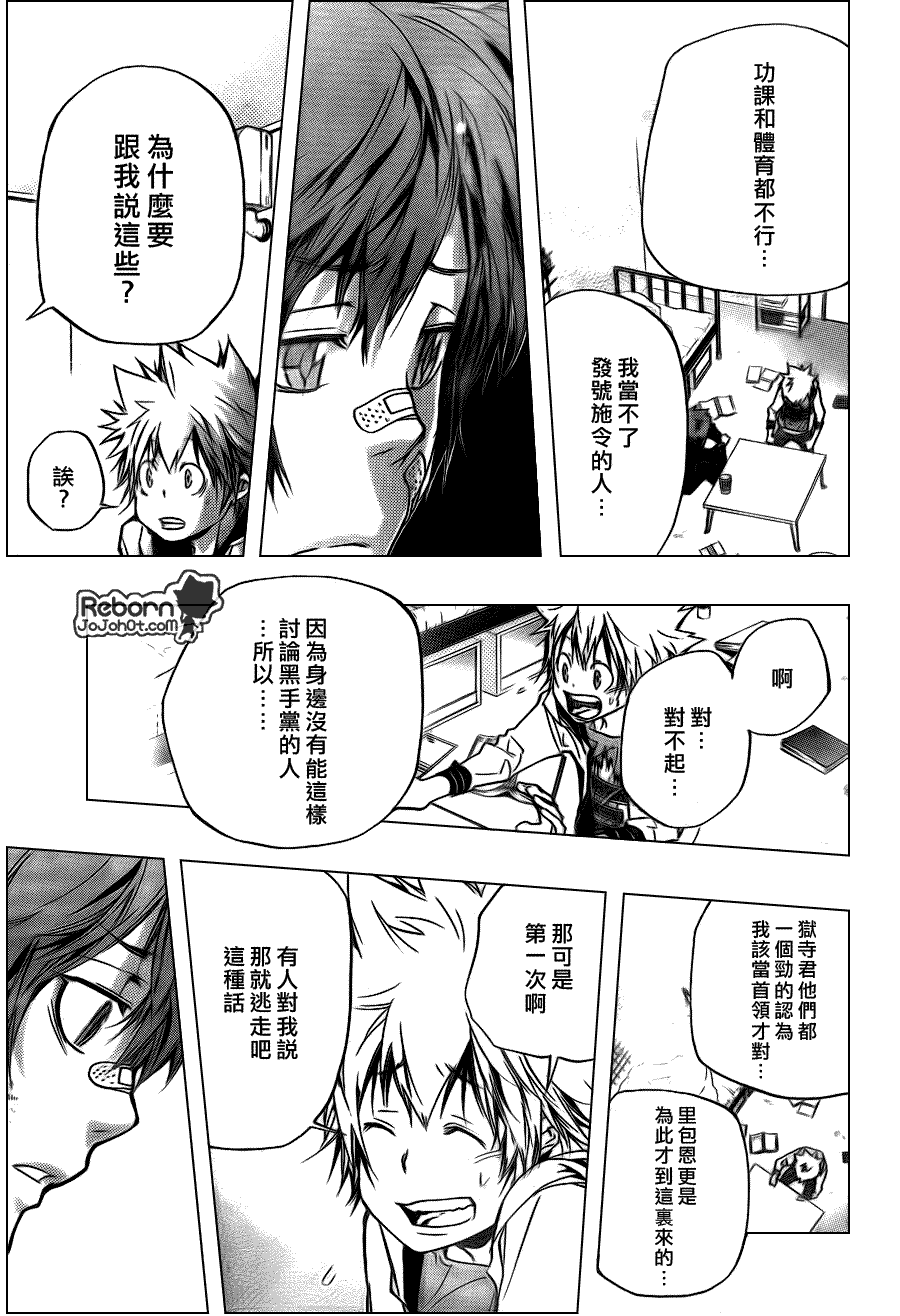 功課和體育都不行…
我當不了
發號施令的人…
為什麼要
跟我説這些？
誒？
啊
對…
對不起…
因為身邊沒有能這樣
討論黑手黨的人
…所以……
獄寺君他們都
一個勁的認為
我該當首領才對…
里包恩更是
為此才到這裏來的…
那可是
第一次啊
有人對我説
那就逃走吧
這種話
Reborn
JoJoHOt.com